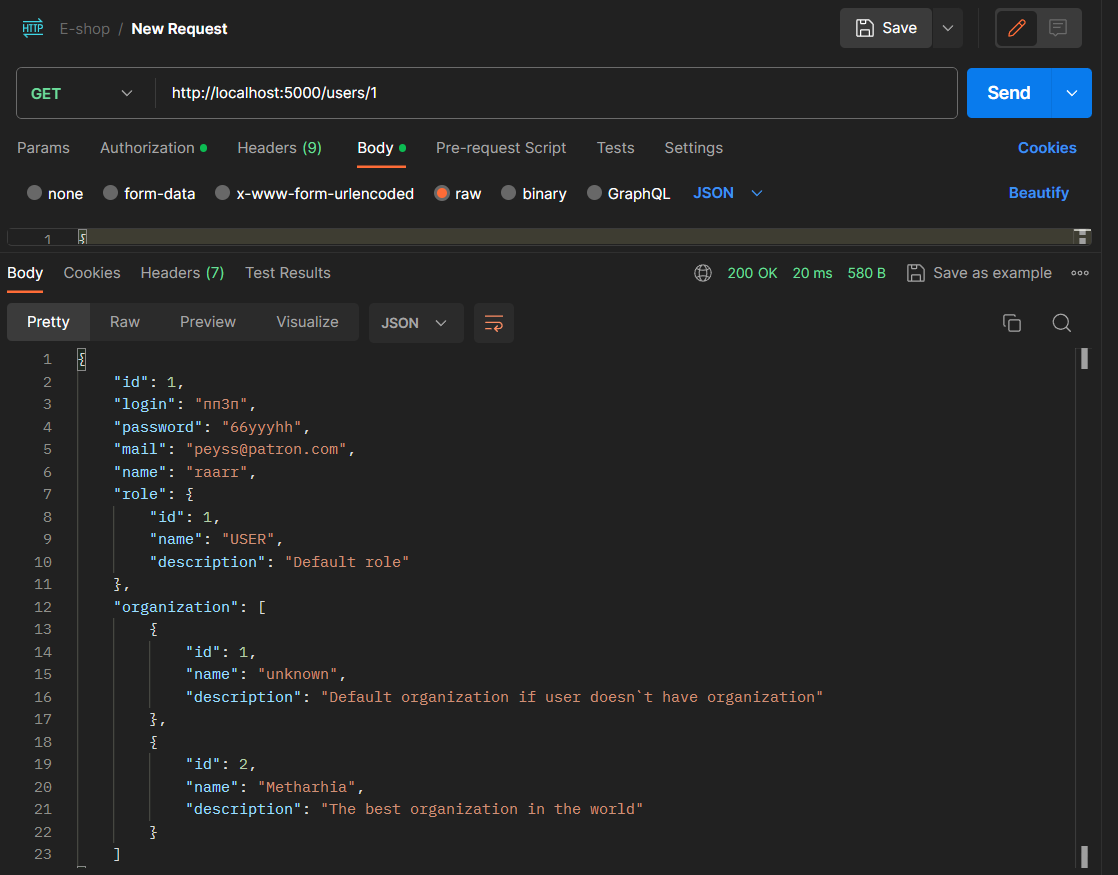 HTTP E-shop / New Request Save
GET http://localhost:5000/users/1 Send
Params Authorization Headers (9) Body Pre-request Script Tests Settings Cookies
none form-data x-www-form-urlencoded raw binary GraphQL JSON Beautify
1 {
Body Cookies Headers (7) Test Results 200 OK 20 ms 580 B Save as example
Pretty Raw Preview Visualize JSON
1 {
2 "id": 1,
3 "login": "ппЗп",
4 "password": "66yyyhh",
5 "mail": "peyss@patron.com",
6 "name": "raarr",
7 "role": {
8 "id": 1,
9 "name": "USER",
10 "description": "Default role"
11 },
12 "organization": [
13 {
14 "id": 1,
15 "name": "unknown",
16 "description": "Default organization if user doesn`t have organization"
17 },
18 {
19 "id": 2,
20 "name": "Metharhia",
21 "description": "The best organization in the world"
22 }
23 ]